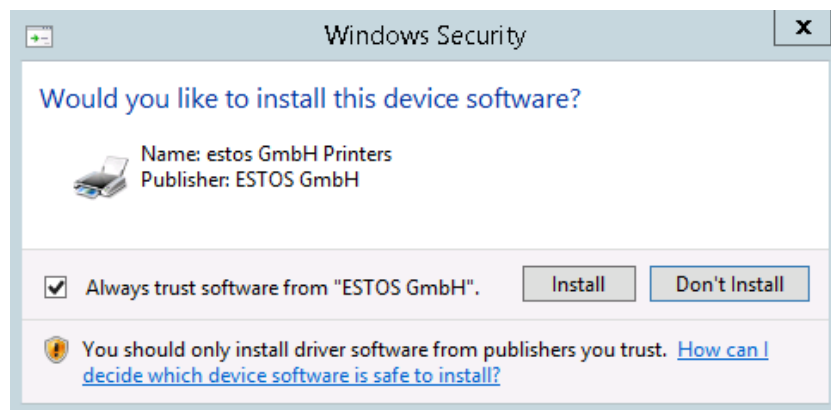 Windows Security
x
Would you like to install this device software?
Name: estos GmbH Printers
Publisher: ESTOS GmbH
Always trust software from "ESTOS GmbH".
Install
Don't Install
You should only install driver software from publishers you trust. How can I
decide which device software is safe to install?